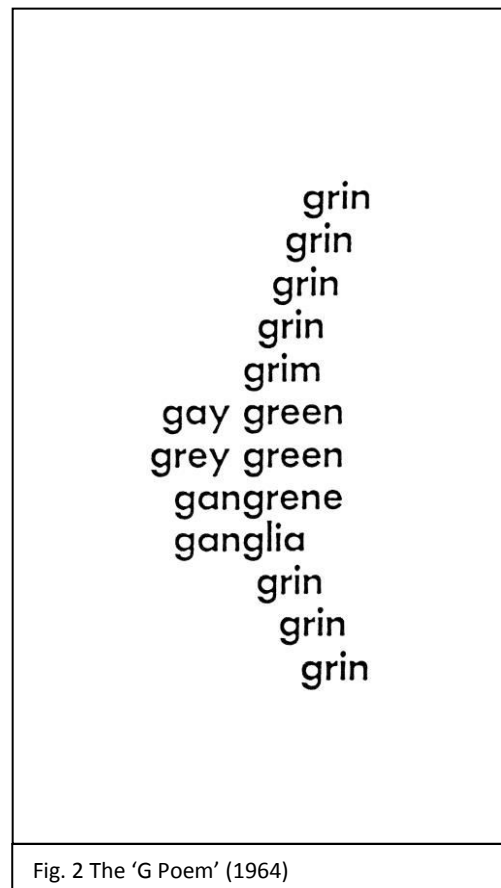 grin
grin
grin
grin
grim
gay green
grey green
gangrene
ganglia
grin
grin
grin
Fig. 2 The ‘G Poem’ (1964)